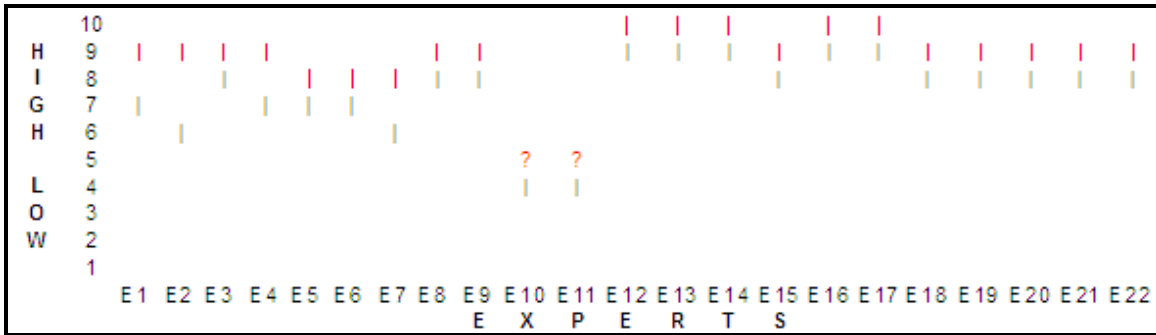 10
H 9 | | | | | | | | | | | | | | | | | |
I 8 | | | | | | | | | | | | |
G 7 | | | |
H 6 | |
5 ? ?
L 4 | |
O 3
W 2
1
E1 E2 E3 E4 E5 E6 E7 E8 E9 E10 E11 E12 E13 E14 E15 E16 E17 E18 E19 E20 E21 E22
E X P E R T S